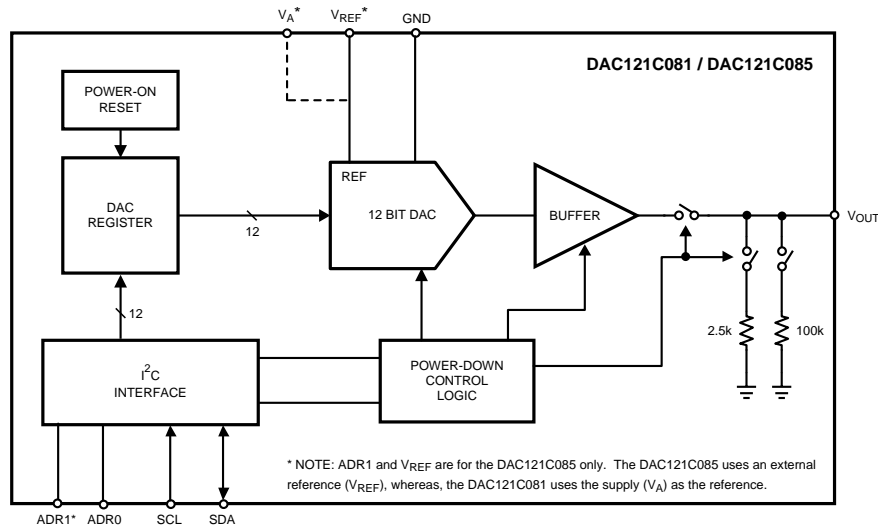 VA* VREF* GND
DAC121C081 / DAC121C085
POWER-ON
RESET
REF
DAC
REGISTER
12
12 BIT DAC
BUFFER
VOUT
12
2.5k
100k
I2C
INTERFACE
POWER-DOWN
CONTROL
LOGIC
* NOTE: ADR1 and VREF are for the DAC121C085 only. The DAC121C085 uses an external
reference (VREF), whereas, the DAC121C081 uses the supply (VA) as the reference.
ADR1* ADR0 SCL SDA